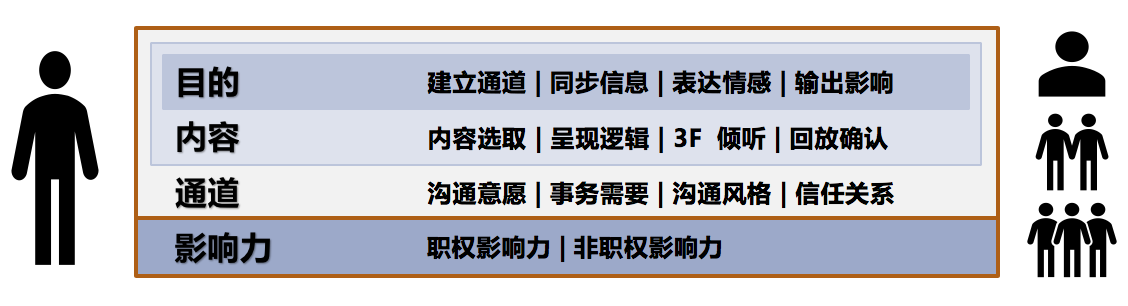 目的 建立通道 | 同步信息 | 表达情感 | 输出影响
内容 内容选取 | 呈现逻辑 | 3F 倾听 | 回放确认
通道 沟通意愿 | 事务需要 | 沟通风格 | 信任关系
影响力 职权影响力 | 非职权影响力